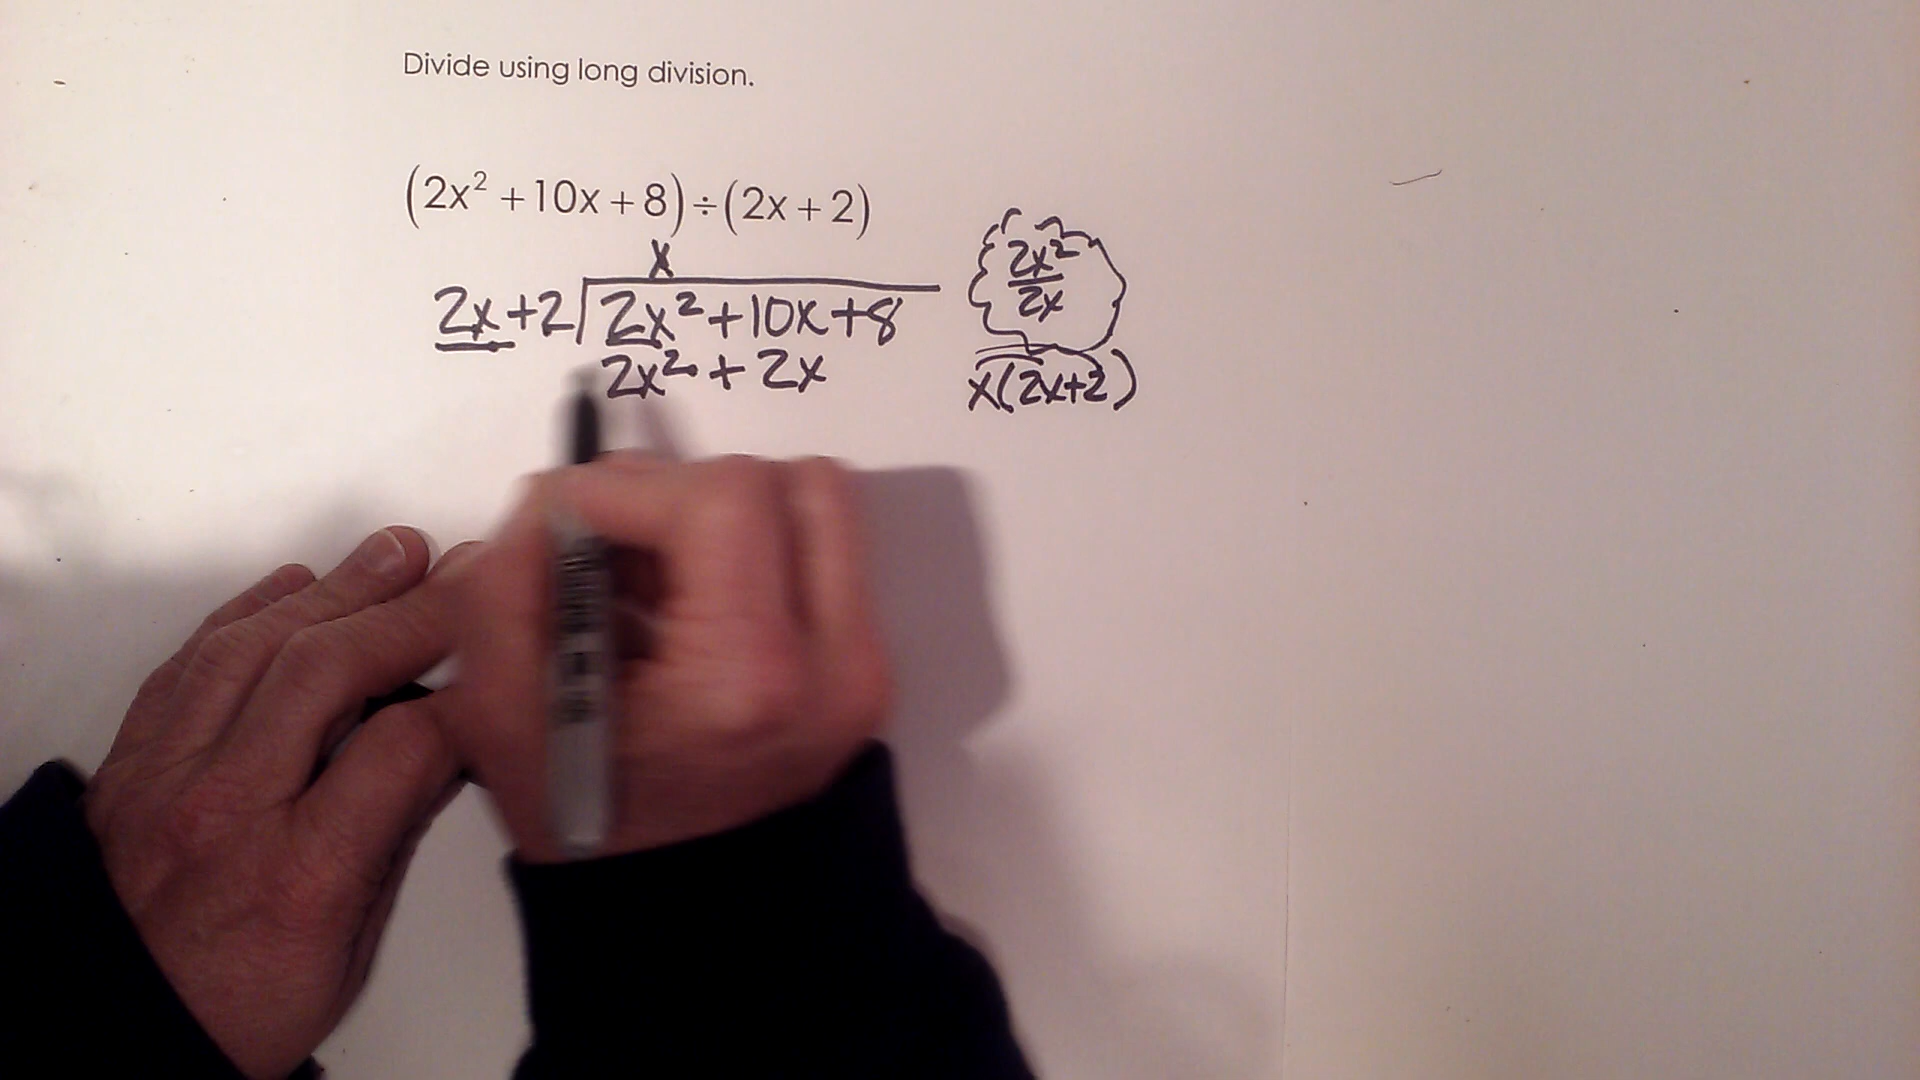 Divide using long division.
(2x² + 10x + 8) ÷ (2x + 2)
x
2x+2 2x²+10x+8
2x² + 2x
2x²
2x
x(2x+2)